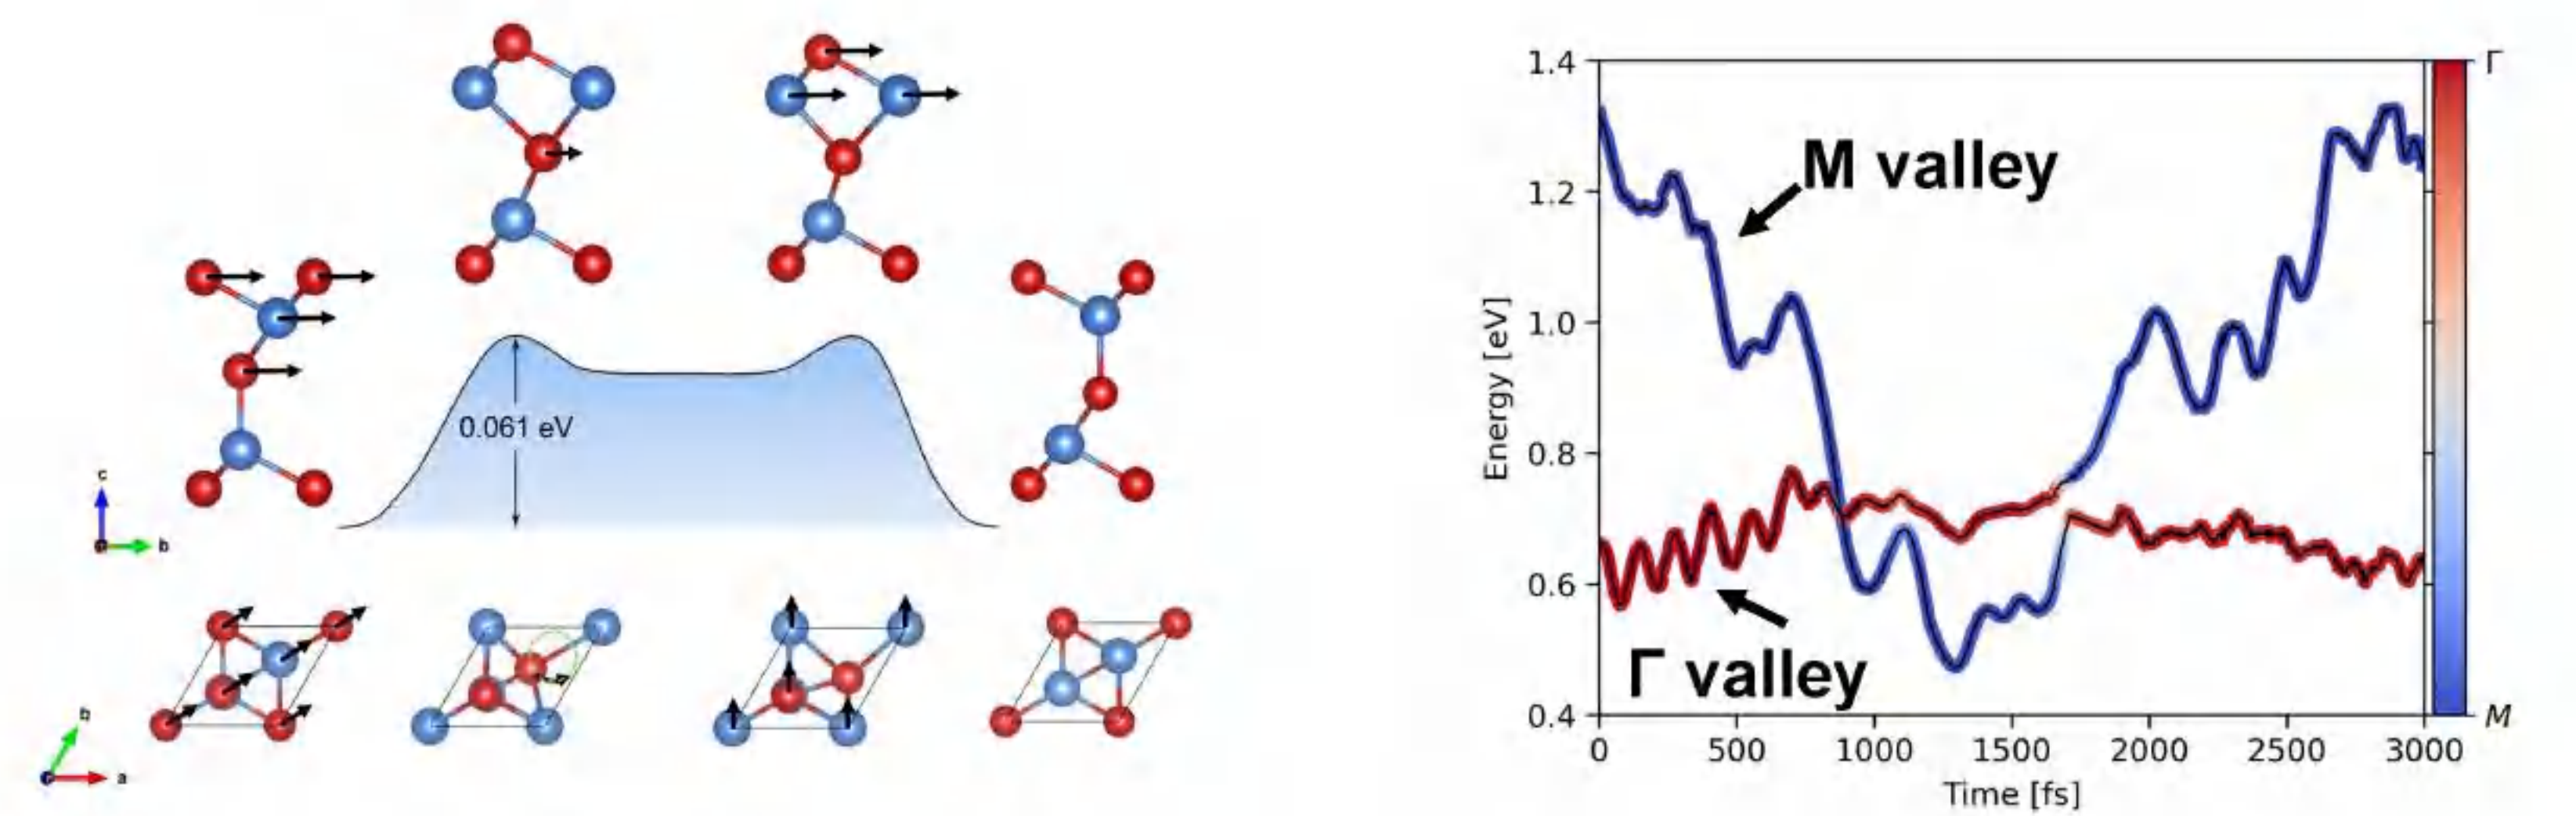 0.061 eV
c
b
b
a
1.4
1.2
1.0
0.8
0.6
0.4
Energy [eV]
M valley
Γ valley
0
500
1000
1500
2000
2500
3000
Time [fs]
Γ
M